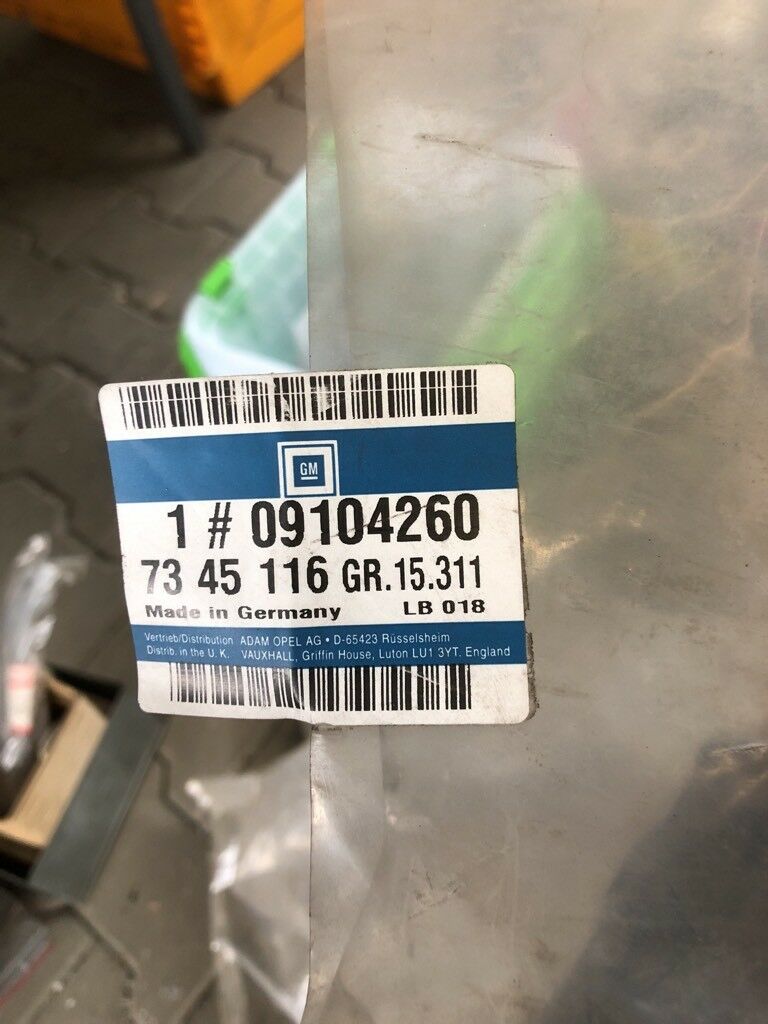 GM
1 # 09104260
73 45 116 GR.15.311
Made in Germany LB 018
Vertrieb/Distribution ADAM OPEL AG • D-65423 Rüsselsheim
Distrib. in the U. K. VAUXHALL, Griffin House, Luton LU1 3YT. England